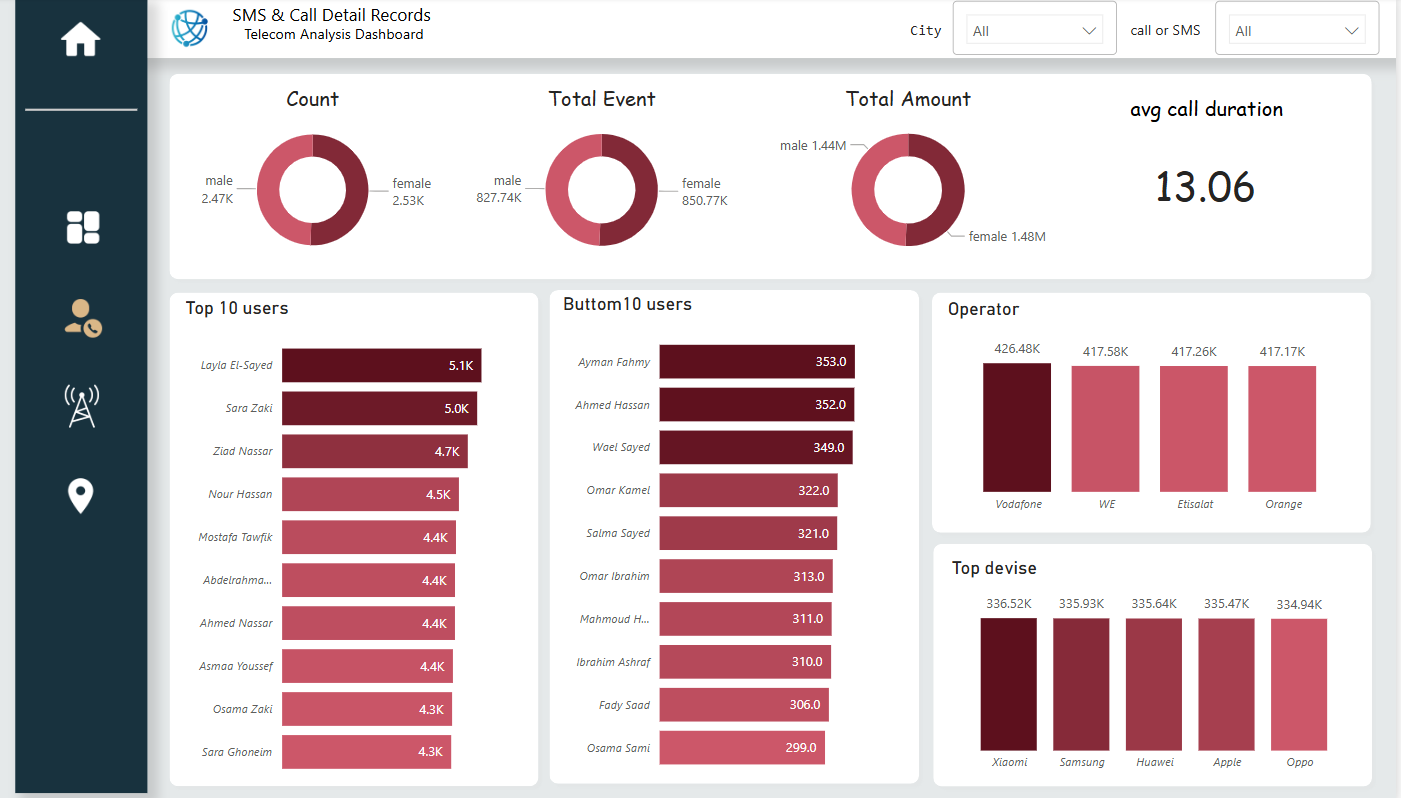 SMS & Call Detail Records
Telecom Analysis Dashboard
City
All
call or SMS
All
Count
male
2.47K
female
2.53K
Total Event
male
827.74K
female
850.77K
Total Amount
male 1.44M
female 1.48M
avg call duration
13.06
Top 10 users
Layla El-Sayed 5.1K
Sara Zaki 5.0K
Ziad Nassar 4.7K
Nour Hassan 4.5K
Mostafa Tawfik 4.4K
Abdelrahma... 4.4K
Ahmed Nassar 4.4K
Asmaa Youssef 4.4K
Osama Zaki 4.3K
Sara Ghoneim 4.3K
Buttom10 users
Ayman Fahmy 353.0
Ahmed Hassan 352.0
Wael Sayed 349.0
Omar Kamel 322.0
Salma Sayed 321.0
Omar Ibrahim 313.0
Mahmoud H... 311.0
Ibrahim Ashraf 310.0
Fady Saad 306.0
Osama Sami 299.0
Operator
426.48K 417.58K 417.26K 417.17K
Vodafone WE Etisalat Orange
Top devise
336.52K 335.93K 335.64K 335.47K 334.94K
Xiaomi Samsung Huawei Apple Oppo